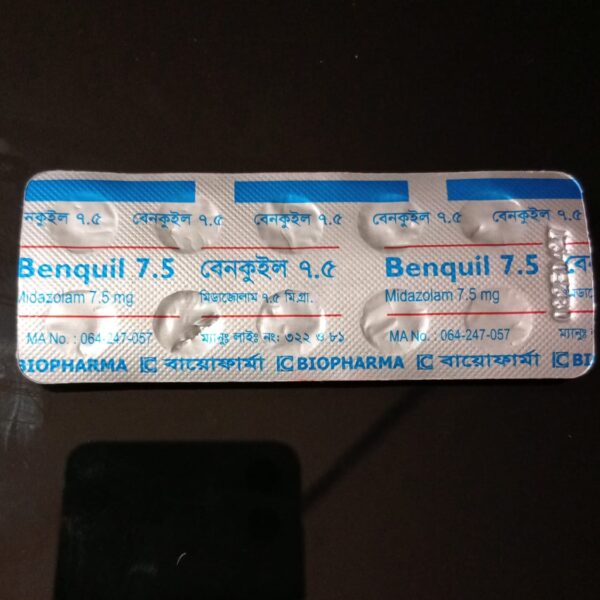 নকুইল ৭.৫ বেনকুইল ৭.৫ বেনকুইল ৭.৫ বেনকুইল ৭.৫ বেনকুইল ৭.৫
Benquil 7.5 বেনকুইল ৭.৫ Benquil 7.5 বে
Midazolam 7.5 mg মিডাজোলাম ৭.৫ মি.গ্রা. Midazolam 7.5 mg
MA No. : 064-247-057 ম্যানুঃ লাইঃ নং: ৩২২ ও ৮১ MA No. : 064-247-057 ম্যানুঃ
BIOPHARMA বায়োফার্মা BIOPHARMA বায়োফার্মা